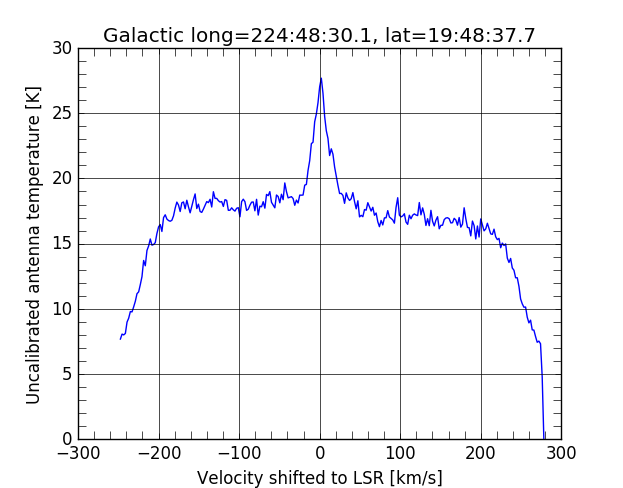 Galactic long=224:48:30.1, lat=19:48:37.7
30
25
20
15
10
5
0
Uncalibrated antenna temperature [K]
−300 −200 −100 0 100 200 300
Velocity shifted to LSR [km/s]